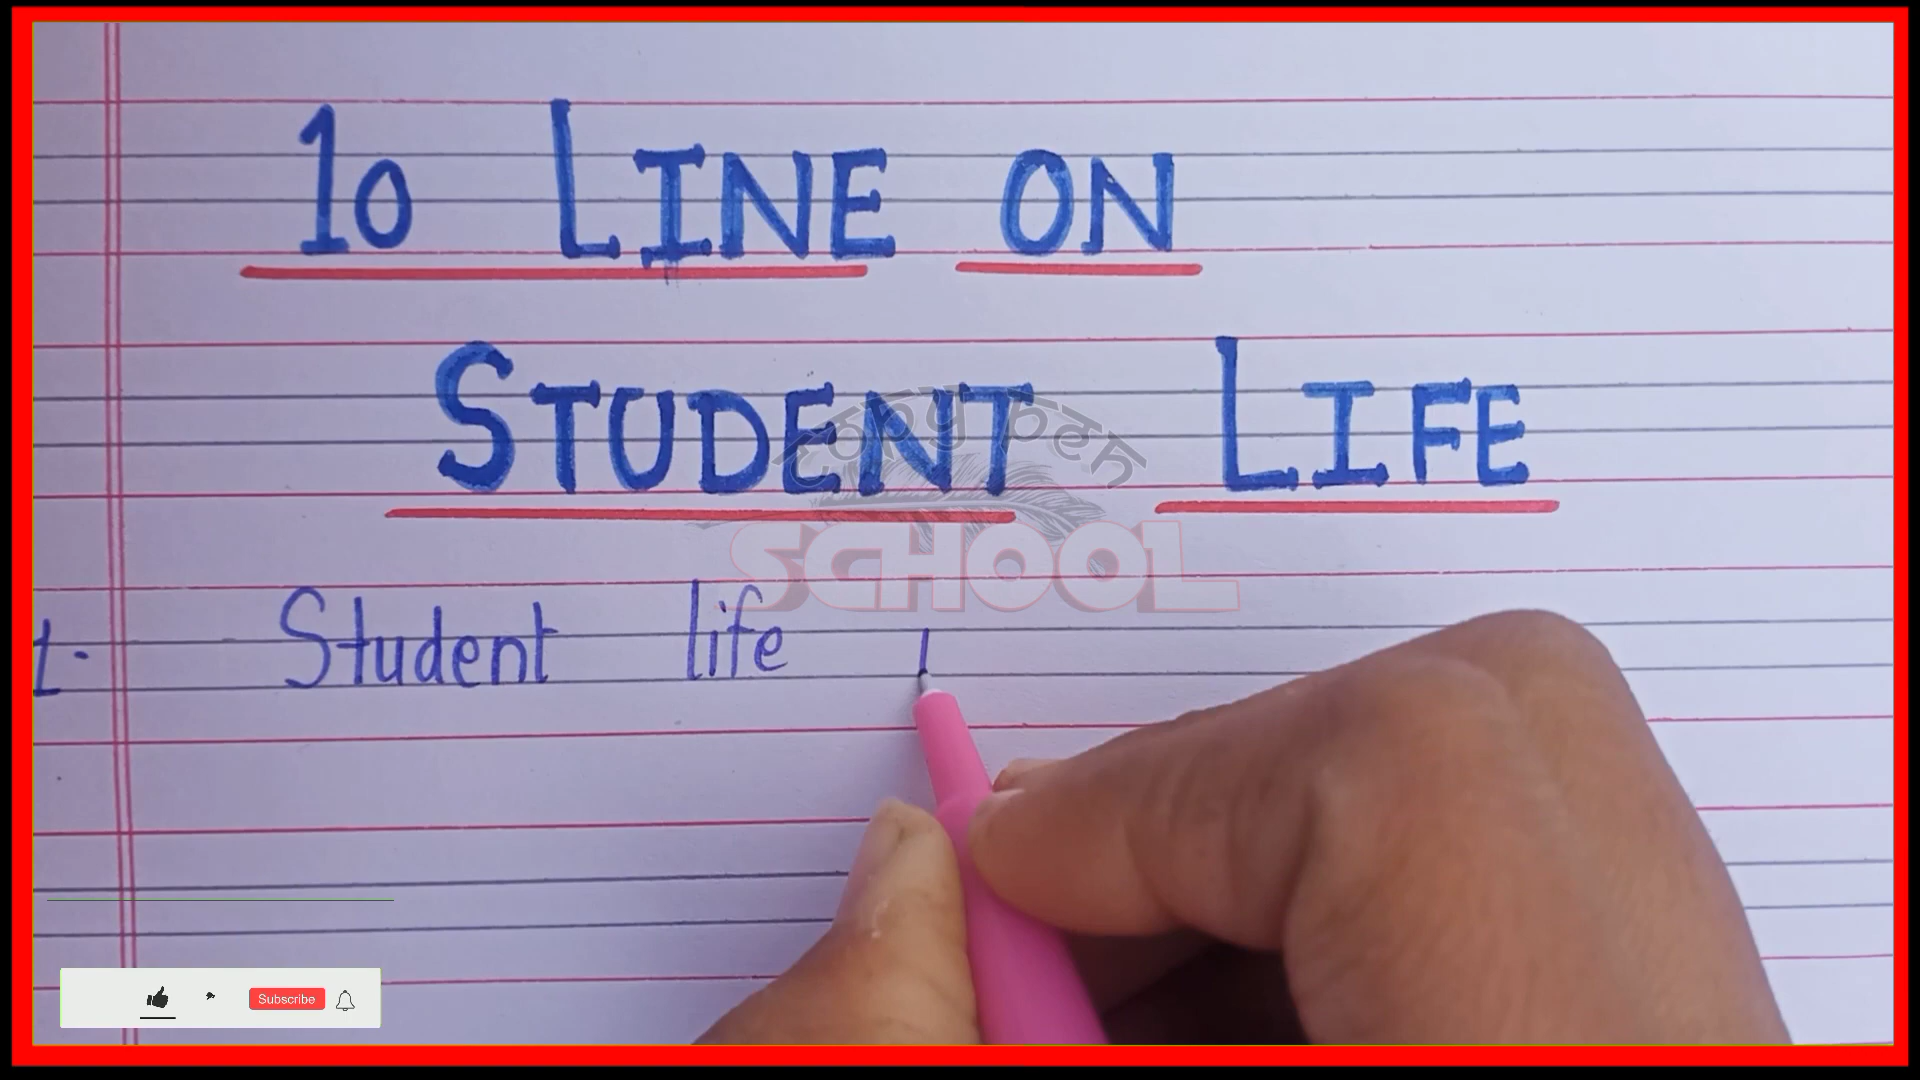 10 LINE ON
STUDENT LIFE
कॉपी पेन
SCHOOL
1. Student life
Subscribe